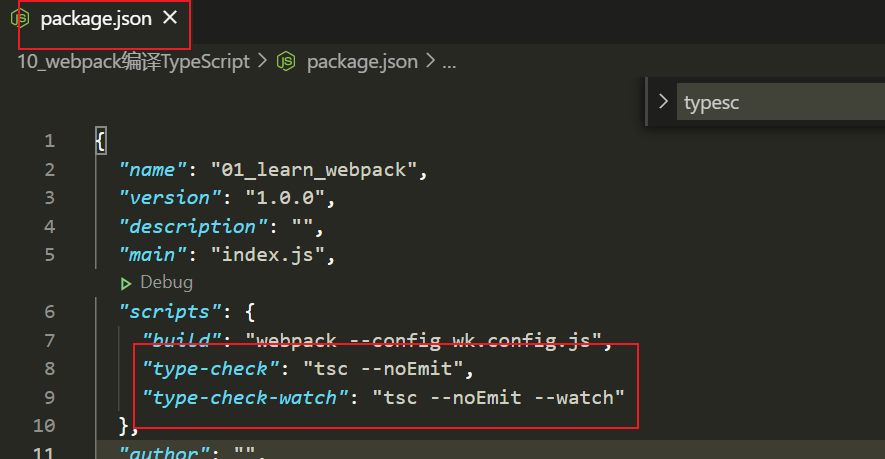 JS package.json ×
10_webpack编译TypeScript > JS package.json > ...
> typesc
1 {
2 "name": "01_learn_webpack",
3 "version": "1.0.0",
4 "description": "",
5 "main": "index.js",
Debug
6 "scripts": {
7 "build": "webpack --config wk.config.js",
8 "type-check": "tsc --noEmit",
9 "type-check-watch": "tsc --noEmit --watch"
10 },
11 "author": "",